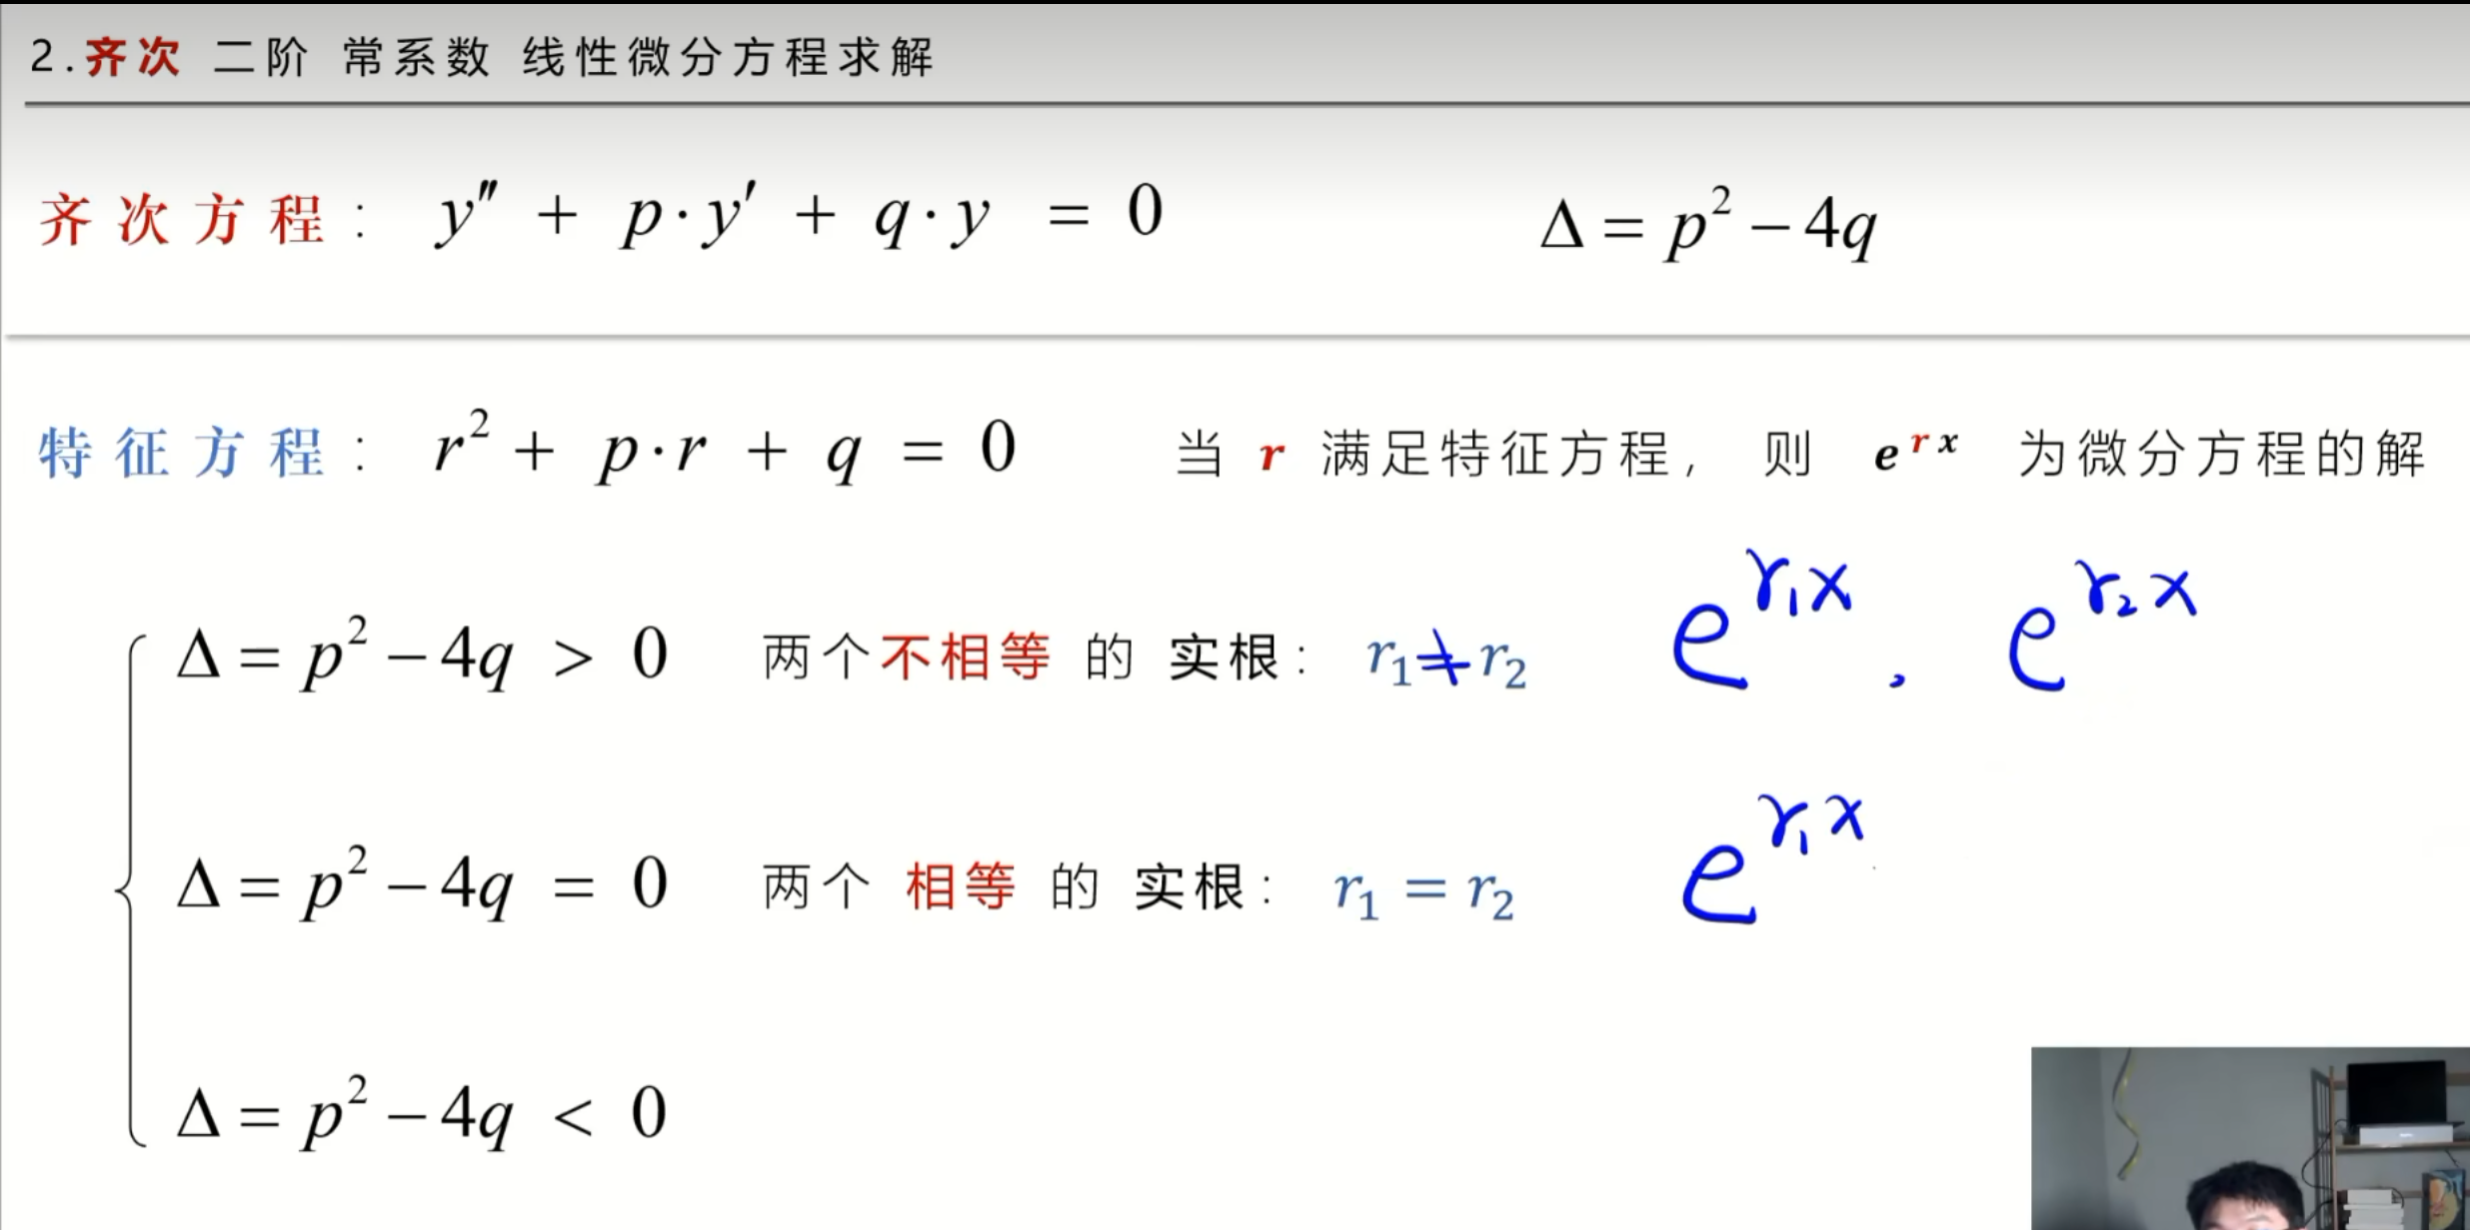 2.齐次 二阶 常系数 线性微分方程求解
齐次方程: y″ + p·y′ + q·y = 0 Δ = p² − 4q
特征方程: r² + p·r + q = 0 当 r 满足特征方程, 则 e^{rx} 为微分方程的解
Δ = p² − 4q > 0 两个不相等 的 实根: r₁≠r₂ e^{r₁x} , e^{r₂x}
Δ = p² − 4q = 0 两个 相等 的 实根: r₁ = r₂ e^{r₁x}
Δ = p² − 4q < 0